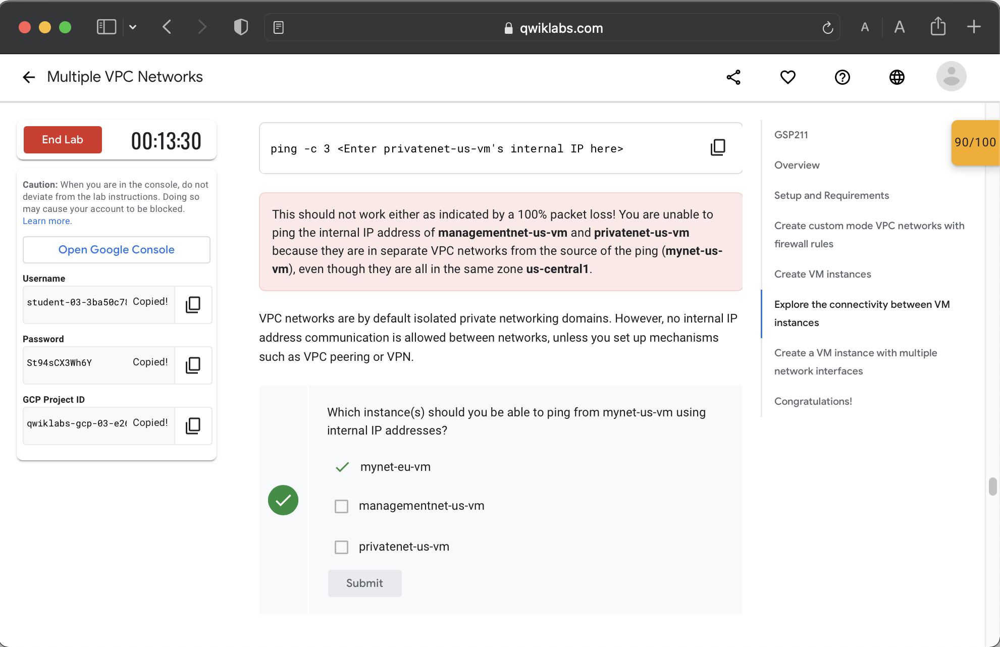 qwiklabs.com
A
A
Multiple VPC Networks
End Lab
00:13:30
Caution: When you are in the console, do not
deviate from the lab instructions. Doing so
may cause your account to be blocked.
Learn more.
Open Google Console
Username
student-03-3ba50c78
Copied!
Password
St94sCX3Wh6Y
Copied!
GCP Project ID
qwiklabs-gcp-03-e26
Copied!
ping -c 3 <Enter privatenet-us-vm's internal IP here>
This should not work either as indicated by a 100% packet loss! You are unable to
ping the internal IP address of managementnet-us-vm and privatenet-us-vm
because they are in separate VPC networks from the source of the ping (mynet-us-
vm), even though they are all in the same zone us-central1.
VPC networks are by default isolated private networking domains. However, no internal IP
address communication is allowed between networks, unless you set up mechanisms
such as VPC peering or VPN.
Which instance(s) should you be able to ping from mynet-us-vm using
internal IP addresses?
mynet-eu-vm
managementnet-us-vm
privatenet-us-vm
Submit
GSP211
Overview
Setup and Requirements
Create custom mode VPC networks with
firewall rules
Create VM instances
Explore the connectivity between VM
instances
Create a VM instance with multiple
network interfaces
Congratulations!
90/100